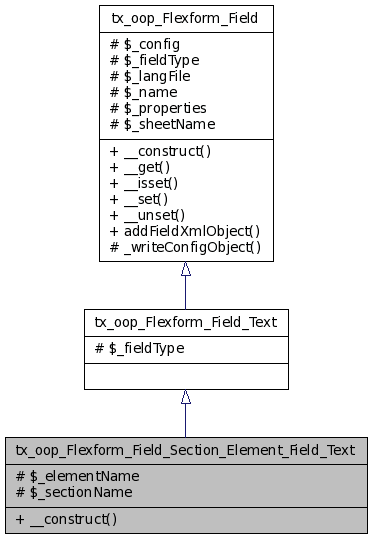 tx_oop_Flexform_Field
# $_config
# $_fieldType
# $_langFile
# $_name
# $_properties
# $_sheetName
+ __construct()
+ __get()
+ __isset()
+ __set()
+ __unset()
+ addFieldXmlObject()
# _writeConfigObject()
tx_oop_Flexform_Field_Text
# $_fieldType
tx_oop_Flexform_Field_Section_Element_Field_Text
# $_elementName
# $_sectionName
+ __construct()